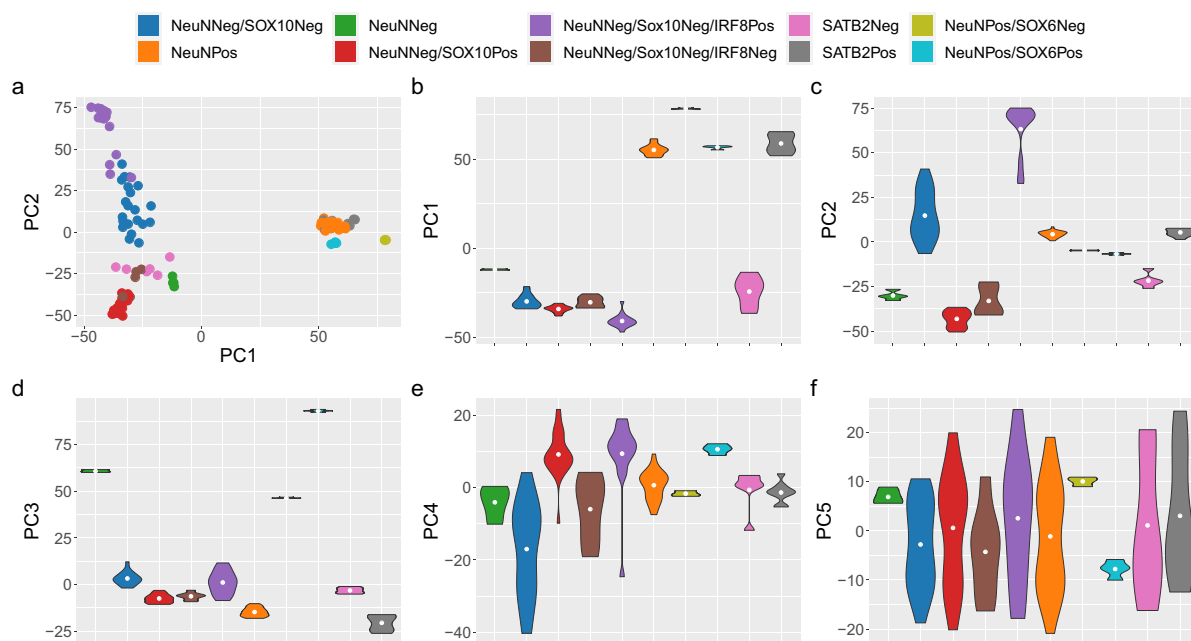 NeuNNeg/SOX10Neg NeuNNeg NeuNNeg/Sox10Neg/IRF8Pos SATB2Neg NeuNPos/SOX6Neg
NeuNPos NeuNNeg/SOX10Pos NeuNNeg/Sox10Neg/IRF8Neg SATB2Pos NeuNPos/SOX6Pos
a
75
50
25
0
−25
−50
PC2
−50 0 50
PC1
b
50
0
−50
PC1
c
75
50
25
0
−25
−50
PC2
d
75
50
25
0
−25
PC3
e
20
0
−20
−40
PC4
f
20
10
0
−10
−20
PC5